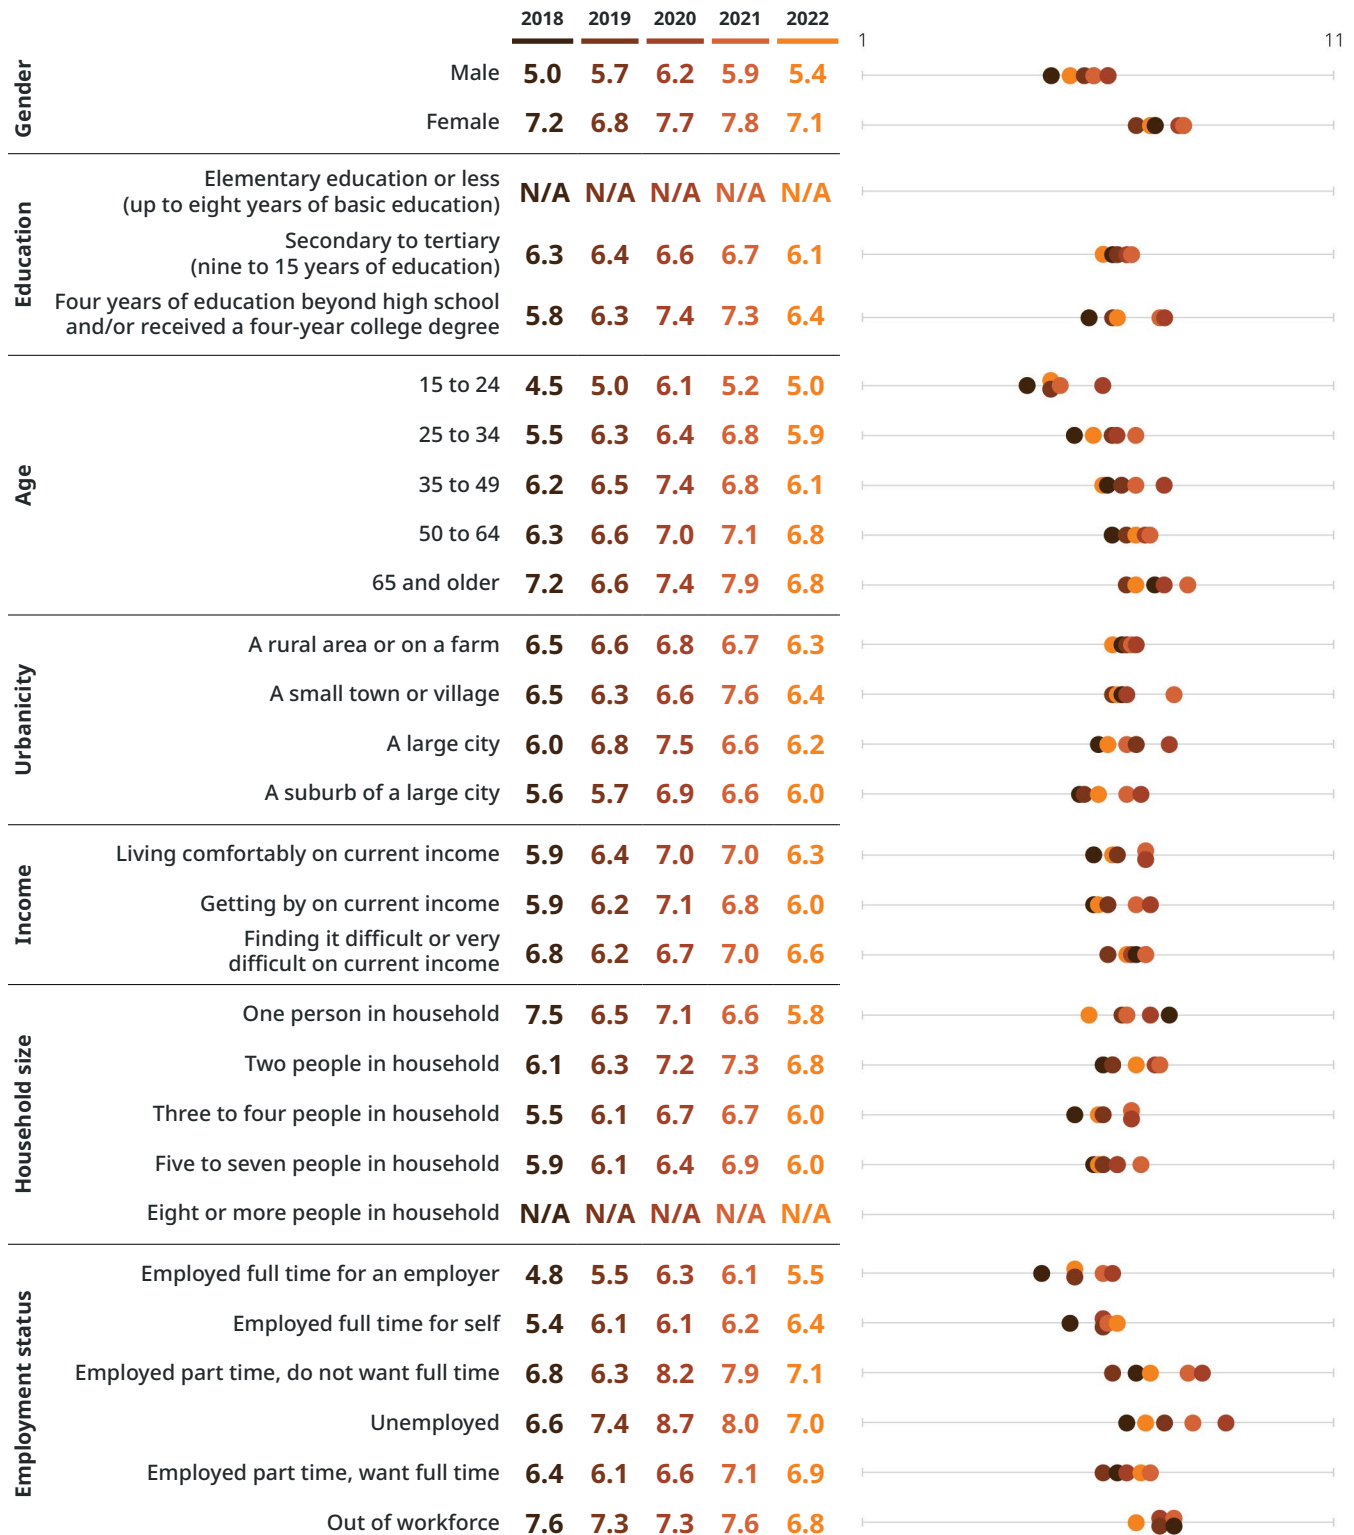 2018 2019 2020 2021 2022
1 11
Gender
Male 5.0 5.7 6.2 5.9 5.4
Female 7.2 6.8 7.7 7.8 7.1
Education
Elementary education or less
(up to eight years of basic education) N/A N/A N/A N/A N/A
Secondary to tertiary
(nine to 15 years of education) 6.3 6.4 6.6 6.7 6.1
Four years of education beyond high school
and/or received a four-year college degree 5.8 6.3 7.4 7.3 6.4
Age
15 to 24 4.5 5.0 6.1 5.2 5.0
25 to 34 5.5 6.3 6.4 6.8 5.9
35 to 49 6.2 6.5 7.4 6.8 6.1
50 to 64 6.3 6.6 7.0 7.1 6.8
65 and older 7.2 6.6 7.4 7.9 6.8
Urbanicity
A rural area or on a farm 6.5 6.6 6.8 6.7 6.3
A small town or village 6.5 6.3 6.6 7.6 6.4
A large city 6.0 6.8 7.5 6.6 6.2
A suburb of a large city 5.6 5.7 6.9 6.6 6.0
Income
Living comfortably on current income 5.9 6.4 7.0 7.0 6.3
Getting by on current income 5.9 6.2 7.1 6.8 6.0
Finding it difficult or very
difficult on current income 6.8 6.2 6.7 7.0 6.6
Household size
One person in household 7.5 6.5 7.1 6.6 5.8
Two people in household 6.1 6.3 7.2 7.3 6.8
Three to four people in household 5.5 6.1 6.7 6.7 6.0
Five to seven people in household 5.9 6.1 6.4 6.9 6.0
Eight or more people in household N/A N/A N/A N/A N/A
Employment status
Employed full time for an employer 4.8 5.5 6.3 6.1 5.5
Employed full time for self 5.4 6.1 6.1 6.2 6.4
Employed part time, do not want full time 6.8 6.3 8.2 7.9 7.1
Unemployed 6.6 7.4 8.7 8.0 7.0
Employed part time, want full time 6.4 6.1 6.6 7.1 6.9
Out of workforce 7.6 7.3 7.3 7.6 6.8